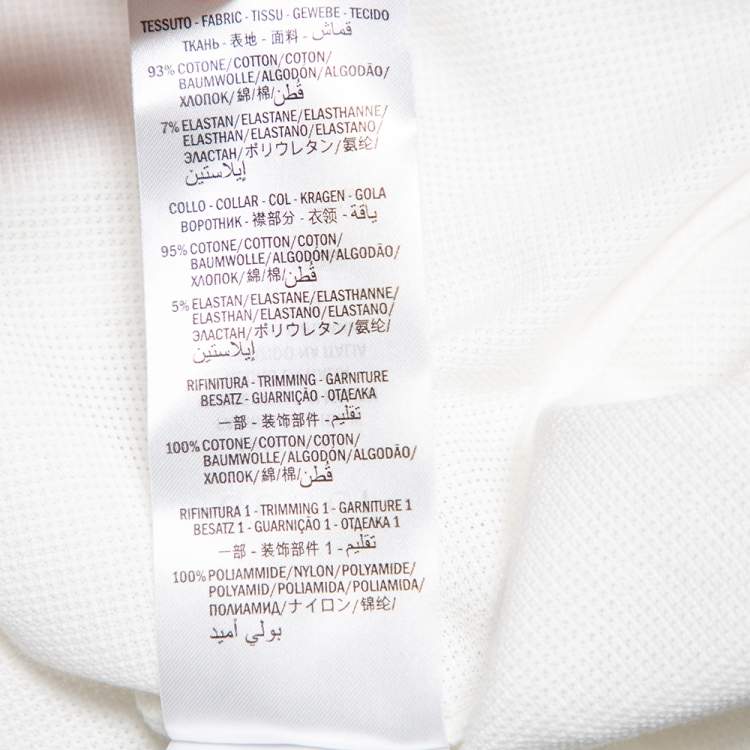 TESSUTO - FABRIC - TISSU - GEWEBE - TECIDO
ТКАНЬ - 表地 - 面料 - قماش
93% COTONE/COTTON/COTON/
BAUMWOLLE/ALGODÓN/ALGODÃO/
ХЛОПОК/綿/棉/قُطن
7% ELASTAN/ELASTANE/ELASTHANNE/
ELASTHAN/ELASTANO/ELASTANO/
ЭЛАСТАН/ポリウレタン/氨纶/
إيلاستين
COLLO - COLLAR - COL - KRAGEN - GOLA
ВОРОТНИК - 襟部分 - 衣领 - ياقة
95% COTONE/COTTON/COTON/
BAUMWOLLE/ALGODÓN/ALGODÃO/
ХЛОПОК/綿/棉/قُطن
5% ELASTAN/ELASTANE/ELASTHANNE/
ELASTHAN/ELASTANO/ELASTANO/
ЭЛАСТАН/ポリウレタン/氨纶/
إيلاستين
RIFINITURA - TRIMMING - GARNITURE
BESATZ - GUARNIÇÃO - ОТДЕЛКА
一部 - 装饰部件 - تقليم
100% COTONE/COTTON/COTON/
BAUMWOLLE/ALGODÓN/ALGODÃO/
ХЛОПОК/綿/棉/قُطن
RIFINITURA 1 - TRIMMING 1 - GARNITURE 1
BESATZ 1 - GUARNIÇÃO 1 - ОТДЕЛКА 1
一部 - 装饰部件 1 - تقليم
100% POLIAMMIDE/NYLON/POLYAMIDE/
POLYAMID/POLIAMIDA/POLIAMIDA/
ПОЛИАМИД/ナイロン/锦纶/
بولي أميد